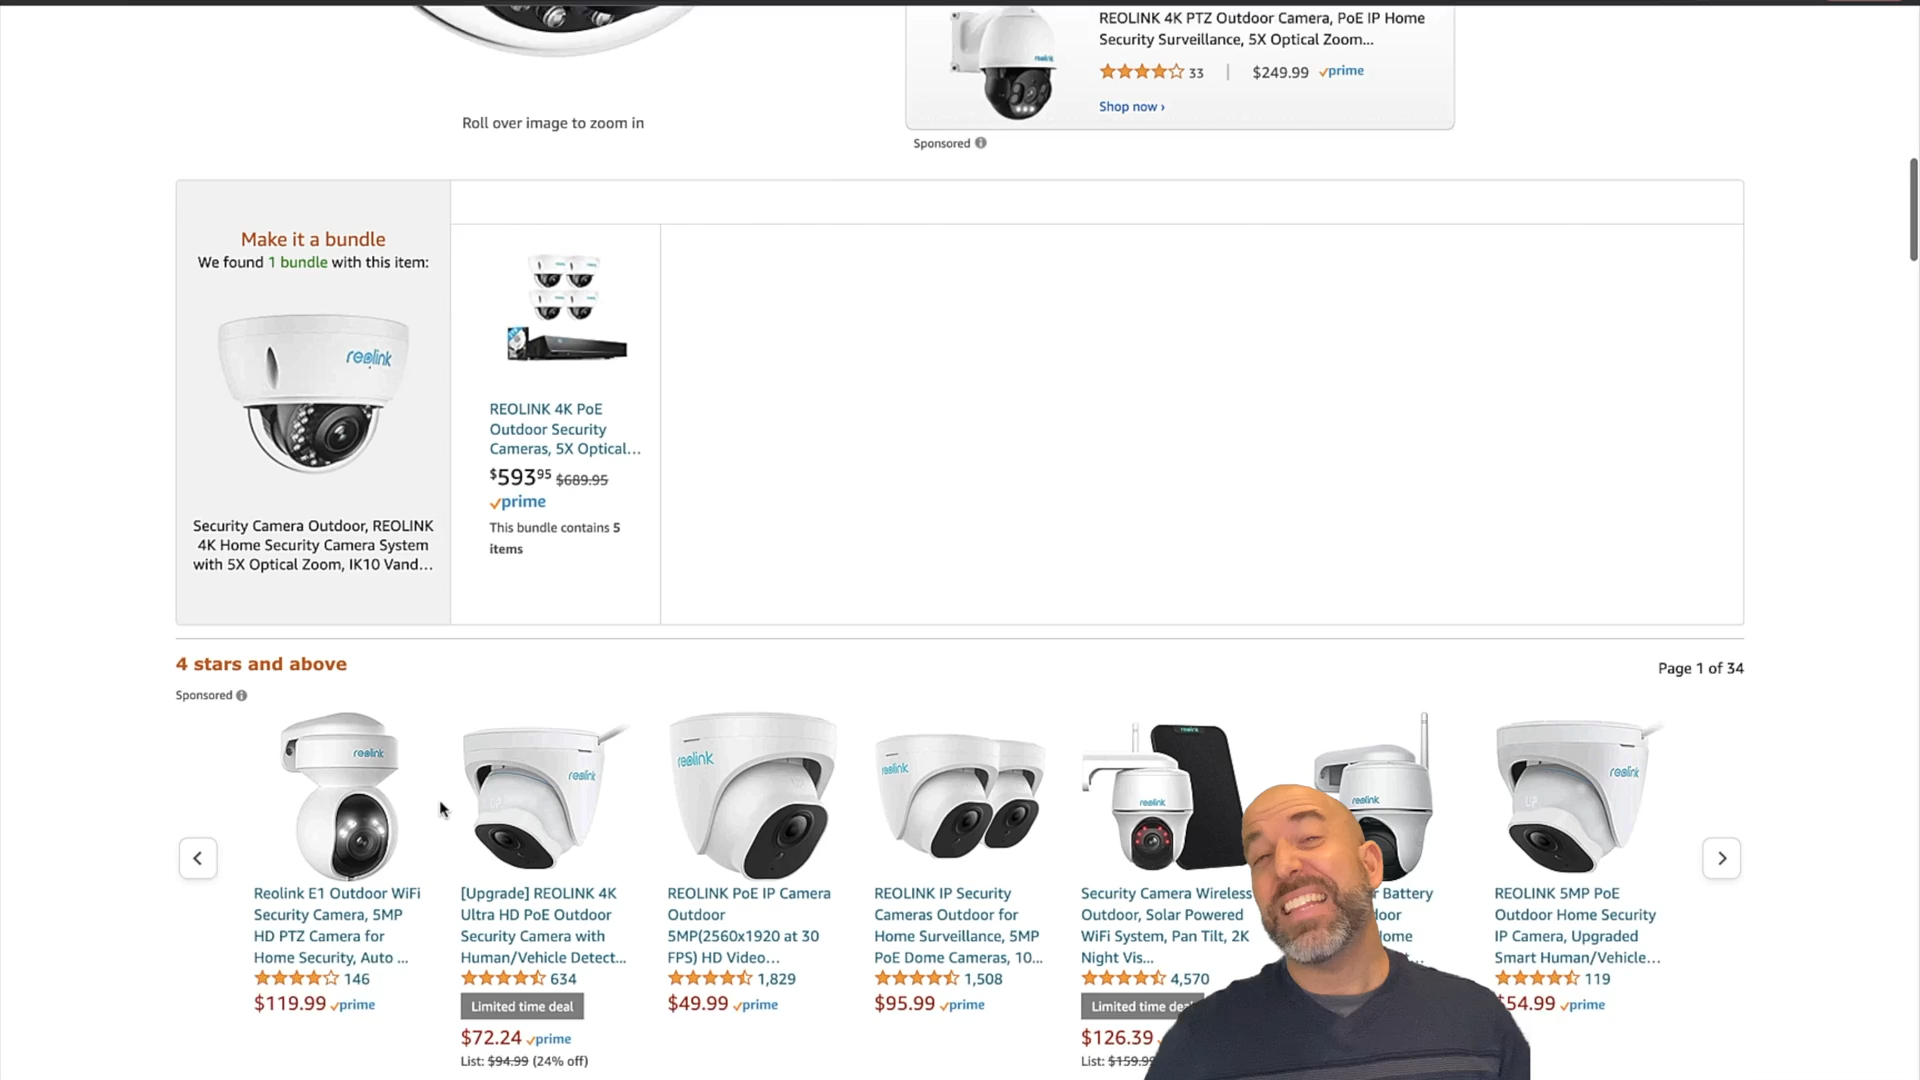 REOLINK 4K PTZ Outdoor Camera, PoE IP Home
Security Surveillance, 5X Optical Zoom...
33 | $249.99 prime
Shop now ›
Sponsored
Roll over image to zoom in
reolink
Make it a bundle
We found 1 bundle with this item:
reolink
Security Camera Outdoor, REOLINK
4K Home Security Camera System
with 5X Optical Zoom, IK10 Vand...
REOLINK 4K PoE
Outdoor Security
Cameras, 5X Optical...
$593 95 $689.95
prime
This bundle contains 5
items
4 stars and above
Page 1 of 34
Sponsored
reolink
reolink
reolink
reolink
reolink
reolink
reolink
Reolink E1 Outdoor WiFi
Security Camera, 5MP
HD PTZ Camera for
Home Security, Auto ...
146
$119.99 prime
[Upgrade] REOLINK 4K
Ultra HD PoE Outdoor
Security Camera with
Human/Vehicle Detect...
634
Limited time deal
$72.24 prime
List: $94.99 (24% off)
REOLINK PoE IP Camera
Outdoor
5MP(2560x1920 at 30
FPS) HD Video...
1,829
$49.99 prime
REOLINK IP Security
Cameras Outdoor for
Home Surveillance, 5MP
PoE Dome Cameras, 10...
1,508
$95.99 prime
Security Camera Wireless
Outdoor, Solar Powered
WiFi System, Pan Tilt, 2K
Night Vis...
4,570
Limited time
$126.39
List:
Battery
REOLINK 5MP PoE
Outdoor Home Security
IP Camera, Upgraded
Smart Human/Vehicle...
119
54.99 prime